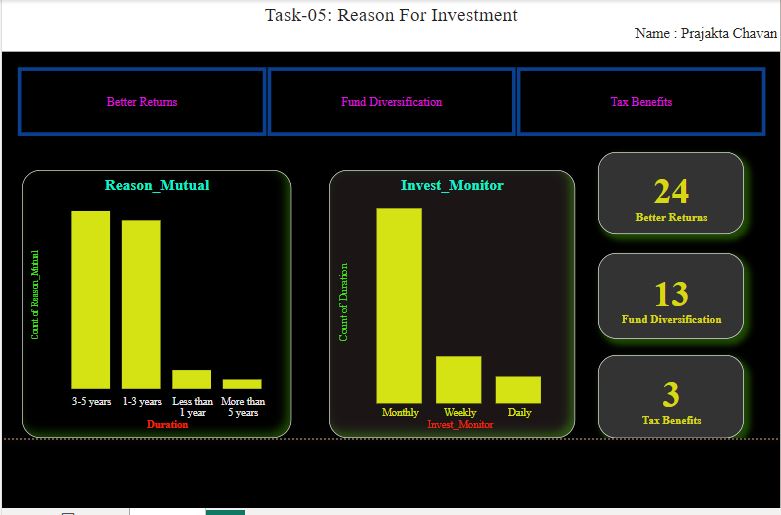 Task-05: Reason For Investment
Name : Prajakta Chavan
Better Returns
Fund Diversification
Tax Benefits
Reason_Mutual
Count of Reason_Mutual
3-5 years
1-3 years
Less than
1 year
More than
5 years
Duration
Invest_Monitor
Count of Duration
Monthly
Weekly
Daily
Invest_Monitor
24
Better Returns
13
Fund Diversification
3
Tax Benefits